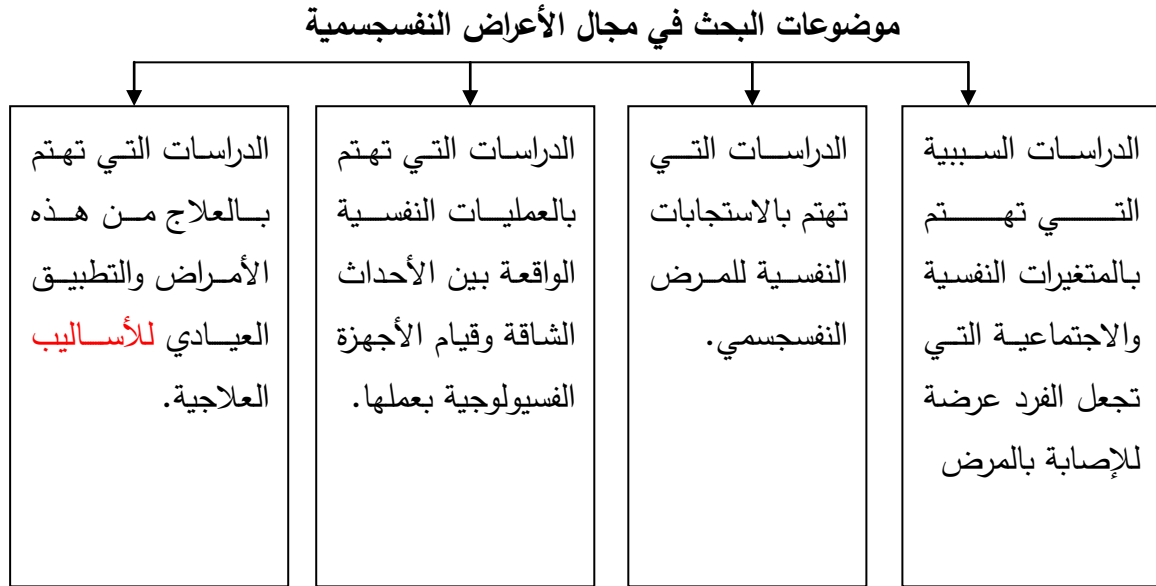 موضوعات البحث في مجال الأعراض النفسجسمية
الدراسات السببية
التي تهتم
بالمتغيرات النفسية
والاجتماعية التي
تجعل الفرد عرضة
للإصابة بالمرض
الدراسات التي
تهتم بالاستجابات
النفسية للمرض
النفسجسمي.
الدراسات التي تهتم
بالعمليات النفسية
الواقعة بين الأحداث
الشاقة وقيام الأجهزة
الفسيولوجية بعملها.
الدراسات التي تهتم
بالعلاج من هذه
الأمراض والتطبيق
العيادي للأساليب
العلاجية.